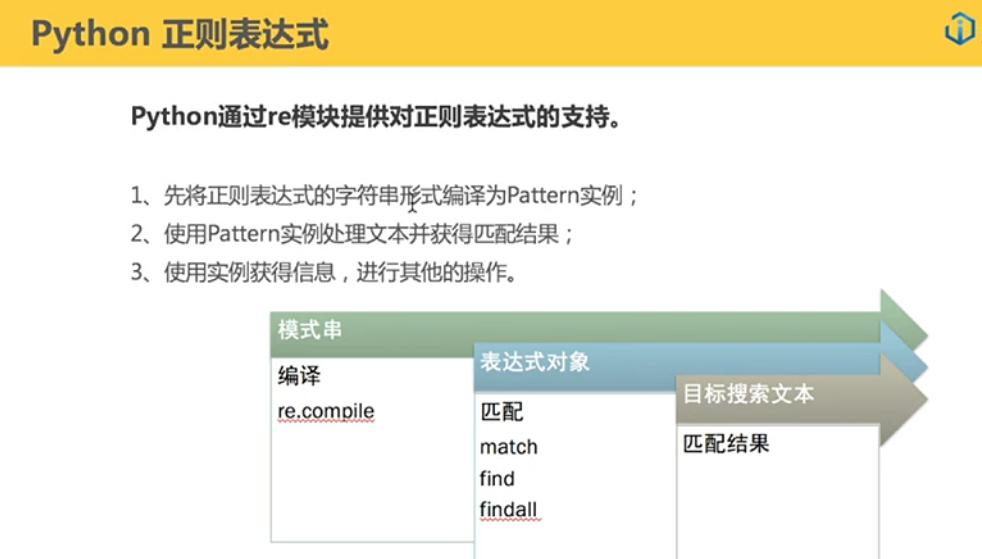 Python 正则表达式
Python通过re模块提供对正则表达式的支持。
1、先将正则表达式的字符串形式编译为Pattern实例；
2、使用Pattern实例处理文本并获得匹配结果；
3、使用实例获得信息，进行其他的操作。
模式串
编译
re.compile
表达式对象
匹配
match
find
findall
目标搜索文本
匹配结果